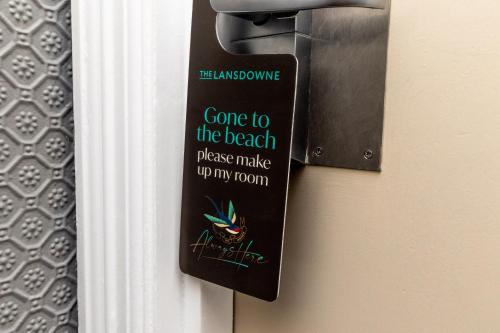 THE LANSDOWNE
Gone to
the beach
please make
up my room
Always Here